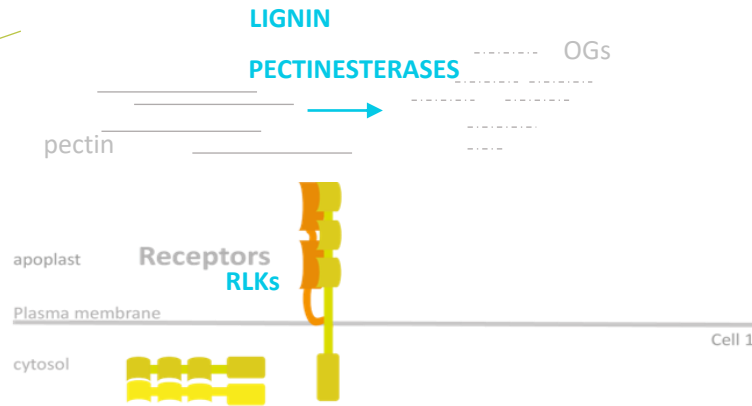 LIGNIN
PECTINESTERASES
OGs
pectin
apoplast
Receptors
RLKs
Plasma membrane
Cell 1
cytosol